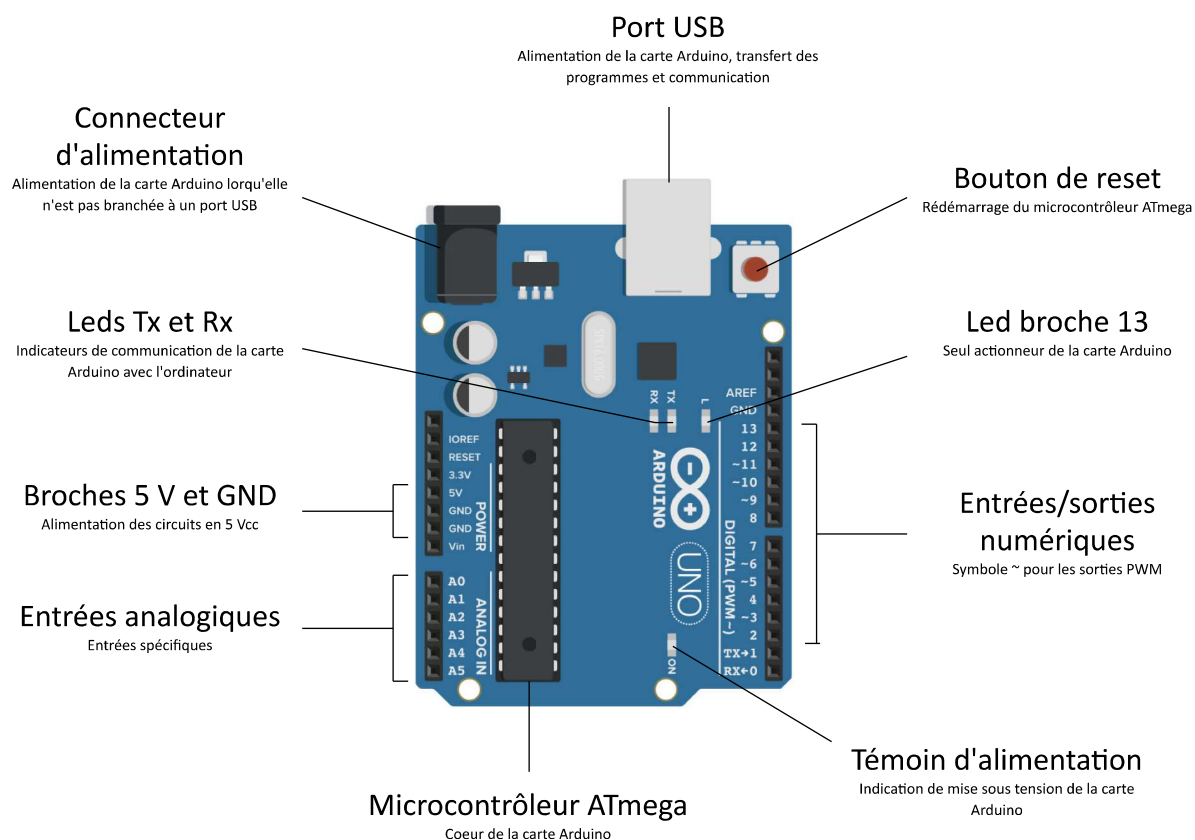 Port USB
Alimentation de la carte Arduino, transfert des
programmes et communication
Connecteur
d'alimentation
Alimentation de la carte Arduino lorqu'elle
n'est pas branchée à un port USB
Bouton de reset
Rédémarrage du microcontrôleur ATmega
Leds Tx et Rx
Indicateurs de communication de la carte
Arduino avec l'ordinateur
Led broche 13
Seul actionneur de la carte Arduino
Broches 5 V et GND
Alimentation des circuits en 5 Vcc
Entrées analogiques
Entrées spécifiques
IOREF
RESET
3.3V
5V
GND
GND
Vin
POWER
A0
A1
A2
A3
A4
A5
ANALOG IN
RX
TX
L
ARDUINO
UNO
ON
AREF
GND
13
12
~11
~10
~9
8
7
~6
~5
4
~3
2
TX→1
RX←0
DIGITAL (PWM~)
Entrées/sorties
numériques
Symbole ~ pour les sorties PWM
Témoin d'alimentation
Indication de mise sous tension de la carte
Arduino
Microcontrôleur ATmega
Coeur de la carte Arduino